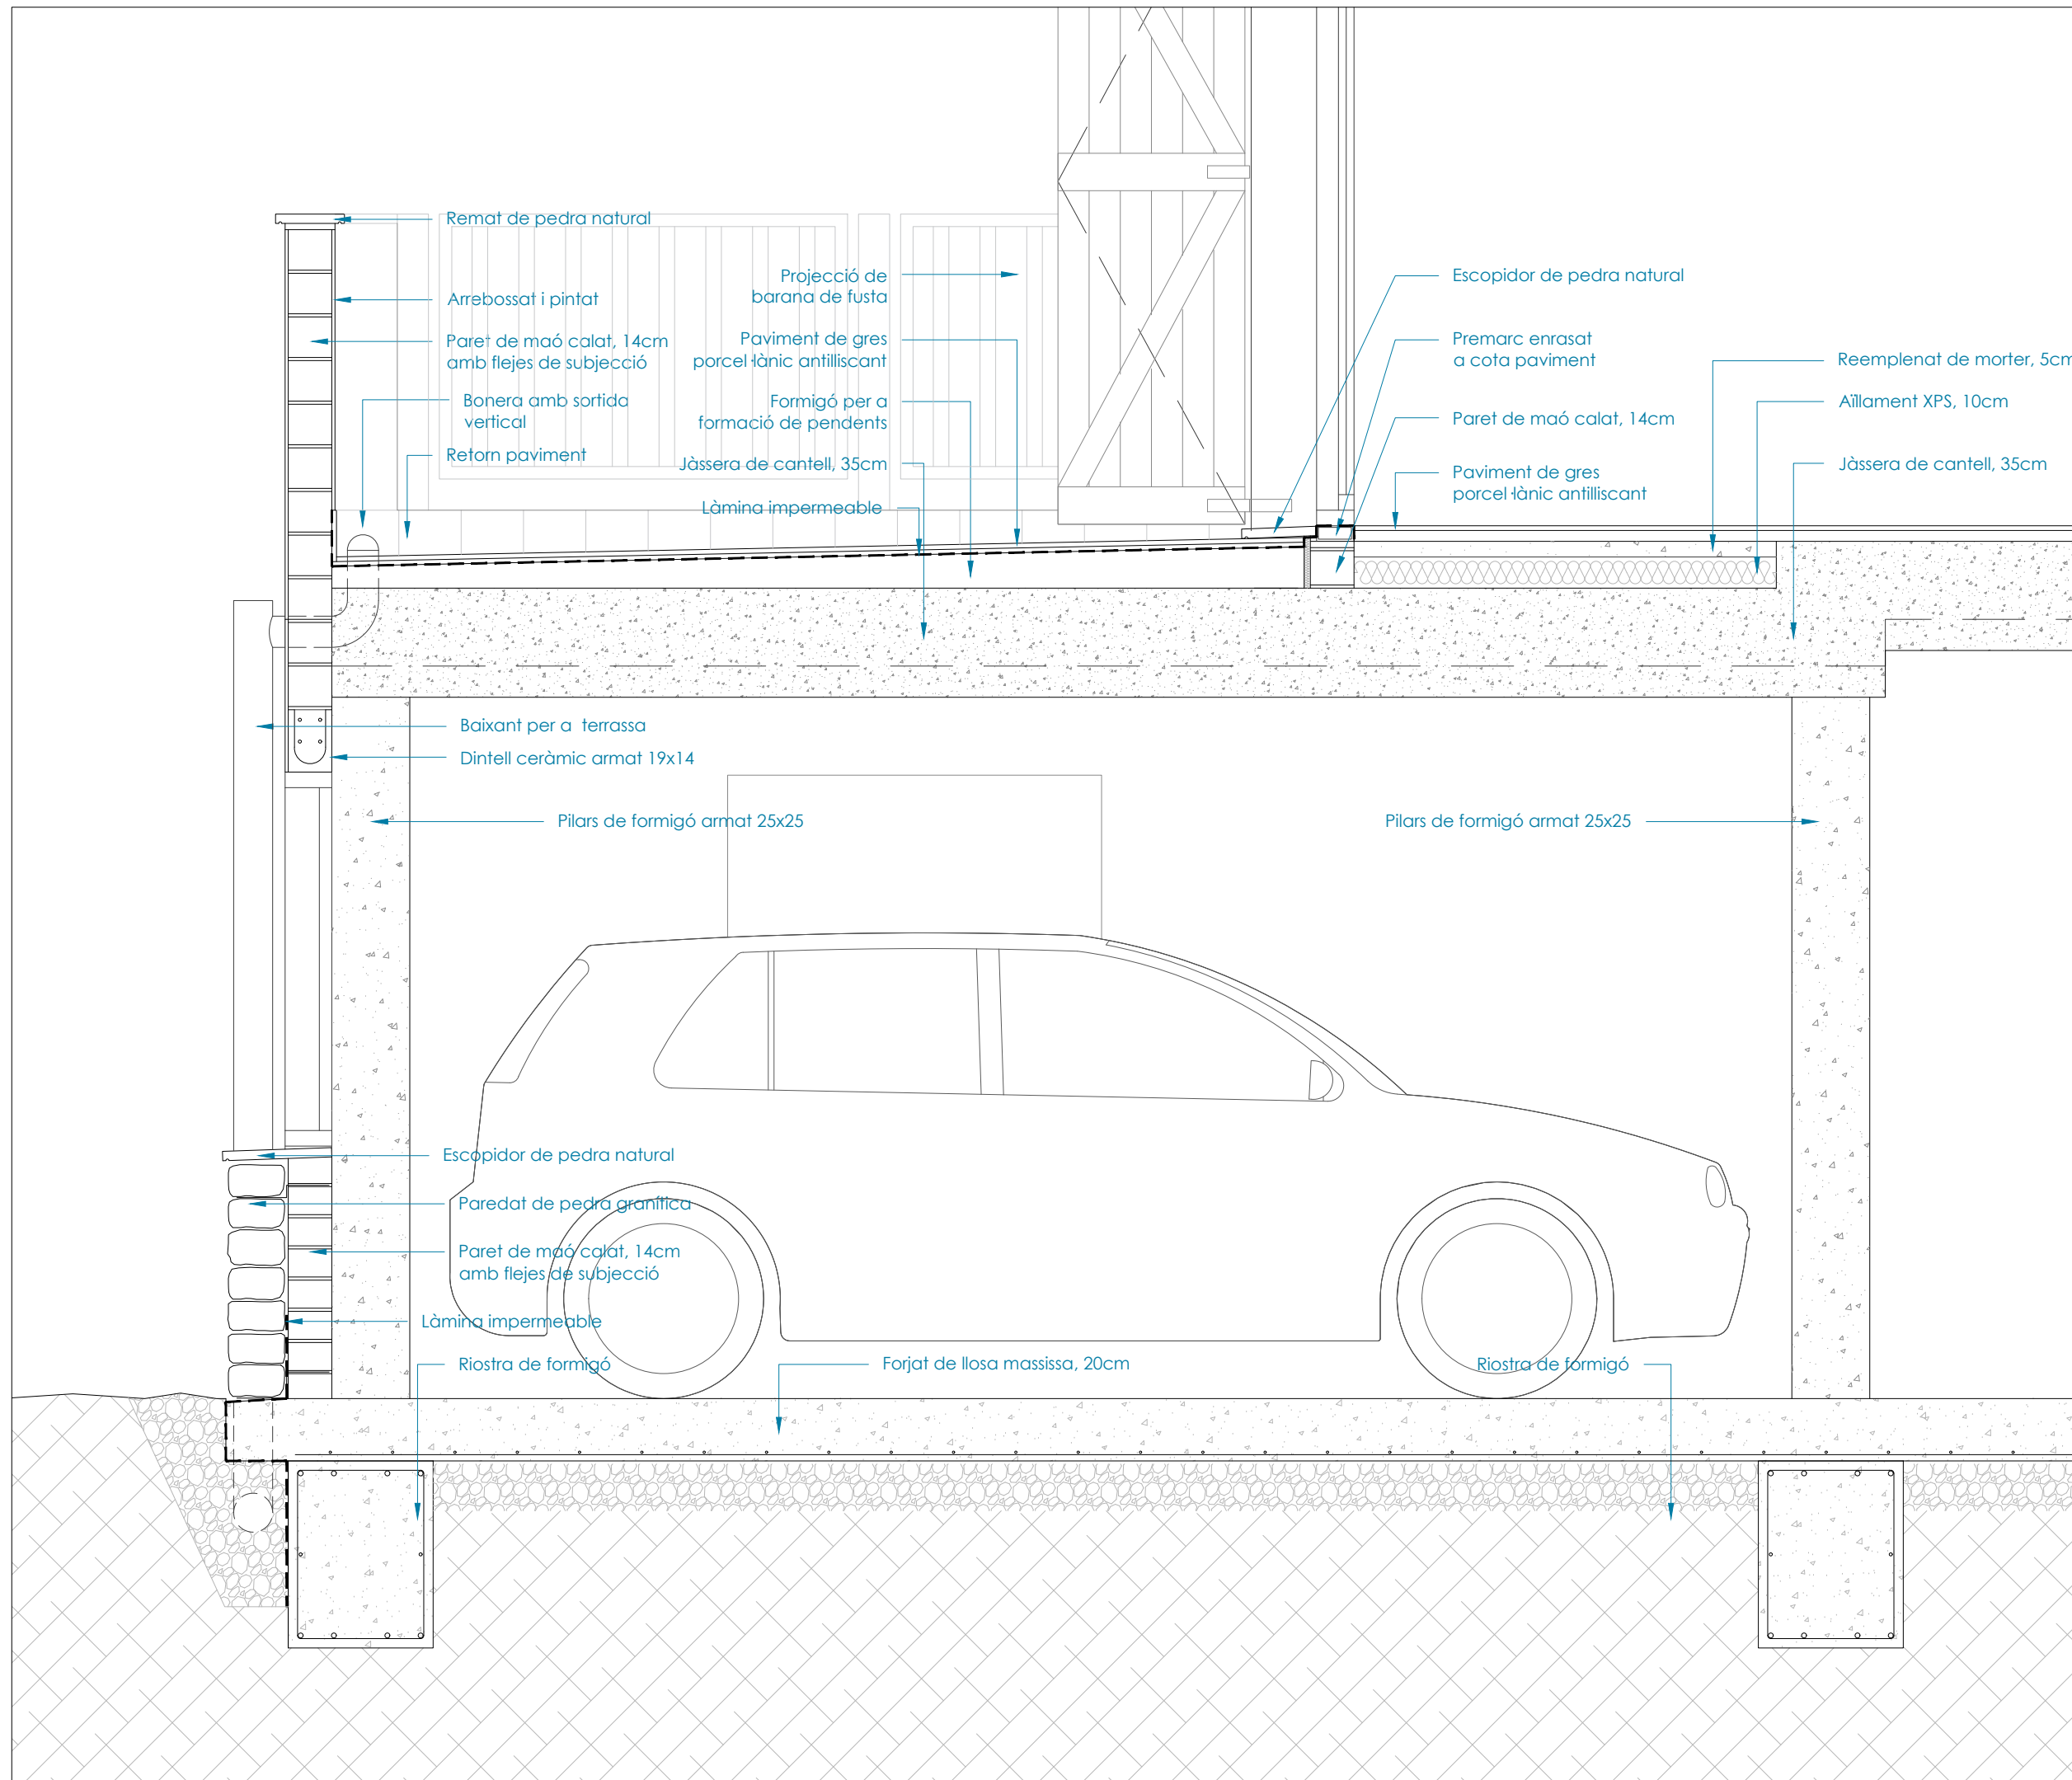 Remat de pedra natural
Arrebossat i pintat
Paret de maó calat, 14cm
amb flejes de subjecció
Bonera amb sortida
vertical
Retorn paviment
Projecció de
barana de fusta
Paviment de gres
porcel·lànic antilliscant
Formigó per a
formació de pendents
Jàssera de cantell, 35cm
Làmina impermeable
Escopidor de pedra natural
Premarc enrasat
a cota paviment
Paret de maó calat, 14cm
Paviment de gres
porcel·lànic antilliscant
Reemplenat de morter, 5cm
Aïllament XPS, 10cm
Jàssera de cantell, 35cm
Baixant per a terrassa
Dintell ceràmic armat 19x14
Pilars de formigó armat 25x25
Pilars de formigó armat 25x25
Escopidor de pedra natural
Paredat de pedra granítica
Paret de maó calat, 14cm
amb flejes de subjecció
Làmina impermeable
Riostra de formigó
Forjat de llosa massissa, 20cm
Riostra de formigó